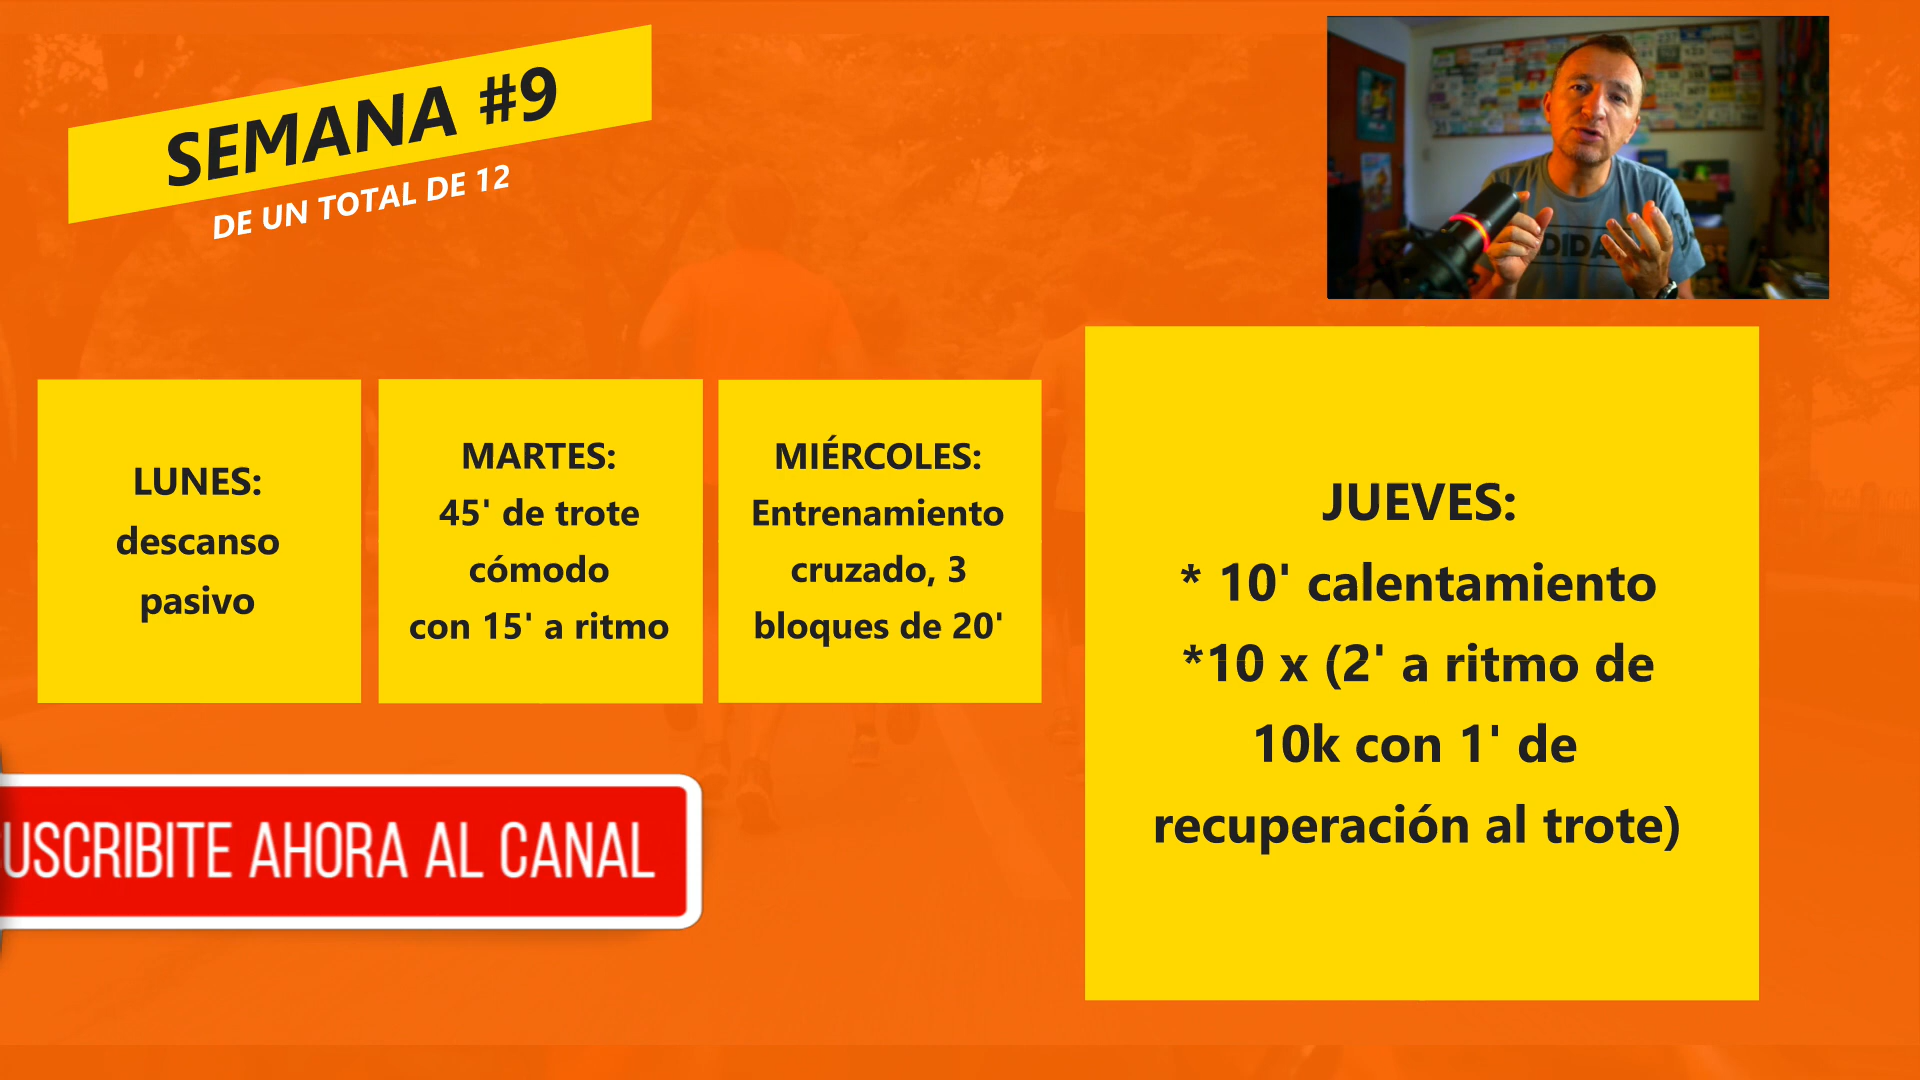 SEMANA #9
DE UN TOTAL DE 12
LUNES:
descanso
pasivo
MARTES:
45' de trote
cómodo
con 15' a ritmo
MIÉRCOLES:
Entrenamiento
cruzado, 3
bloques de 20'
JUEVES:
* 10' calentamiento
*10 x (2' a ritmo de
10k con 1' de
recuperación al trote)
USCRIBITE AHORA AL CANAL